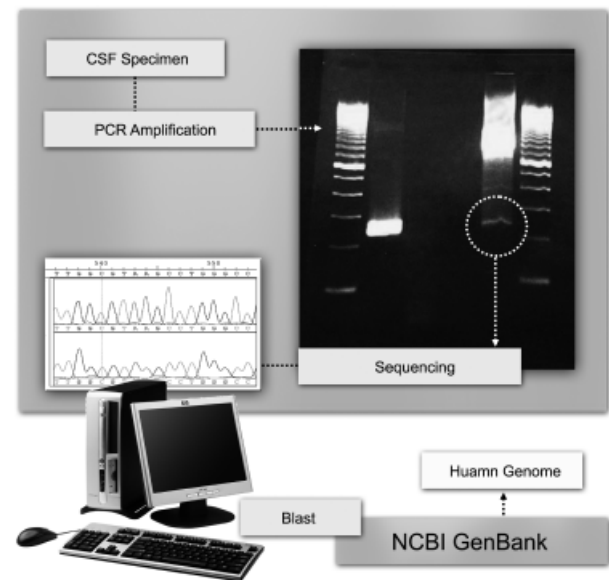 CSF Specimen
PCR Amplification
Sequencing
Huamn Genome
Blast
NCBI GenBank